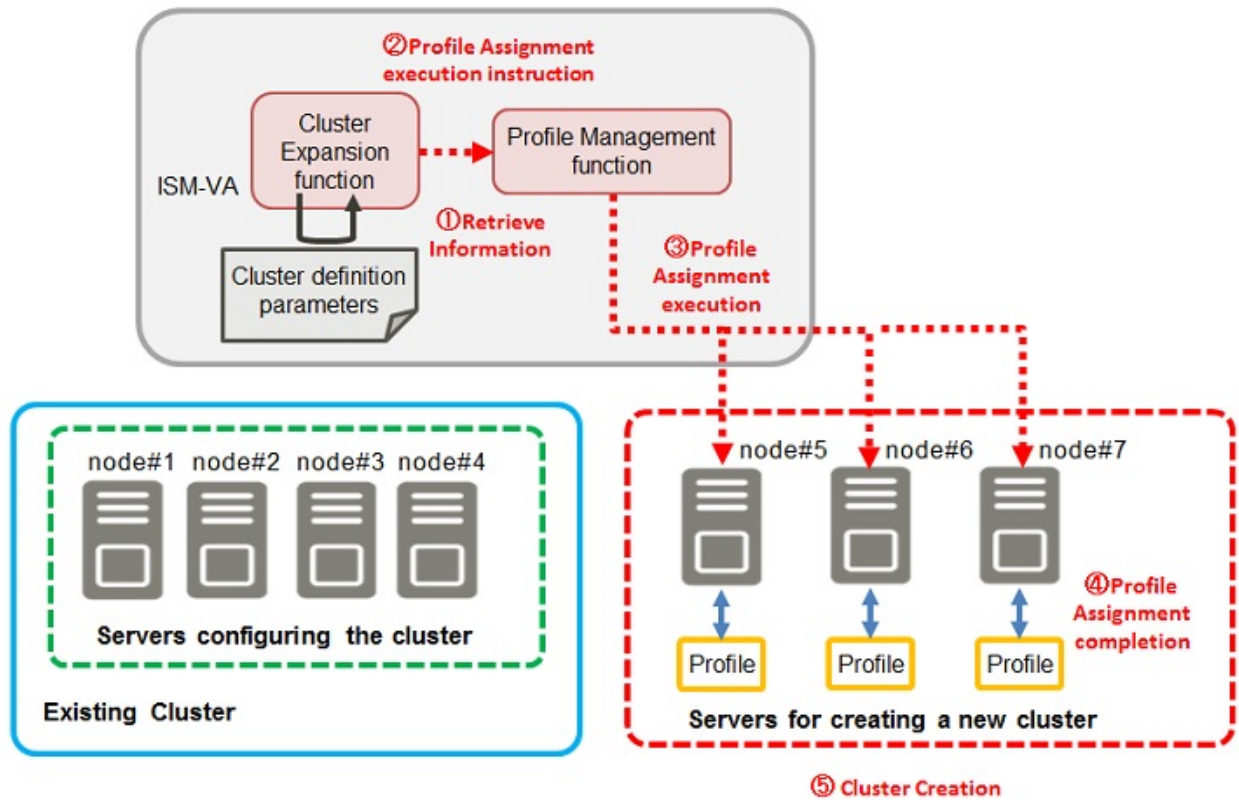 ②Profile Assignment
execution instruction
Cluster
Expansion
function
Profile Management
function
ISM-VA
①Retrieve
Information
Cluster definition
parameters
③Profile
Assignment
execution
node#1 node#2 node#3 node#4
Servers configuring the cluster
Existing Cluster
node#5 node#6 node#7
④Profile
Assignment
completion
Profile Profile Profile
Servers for creating a new cluster
⑤ Cluster Creation